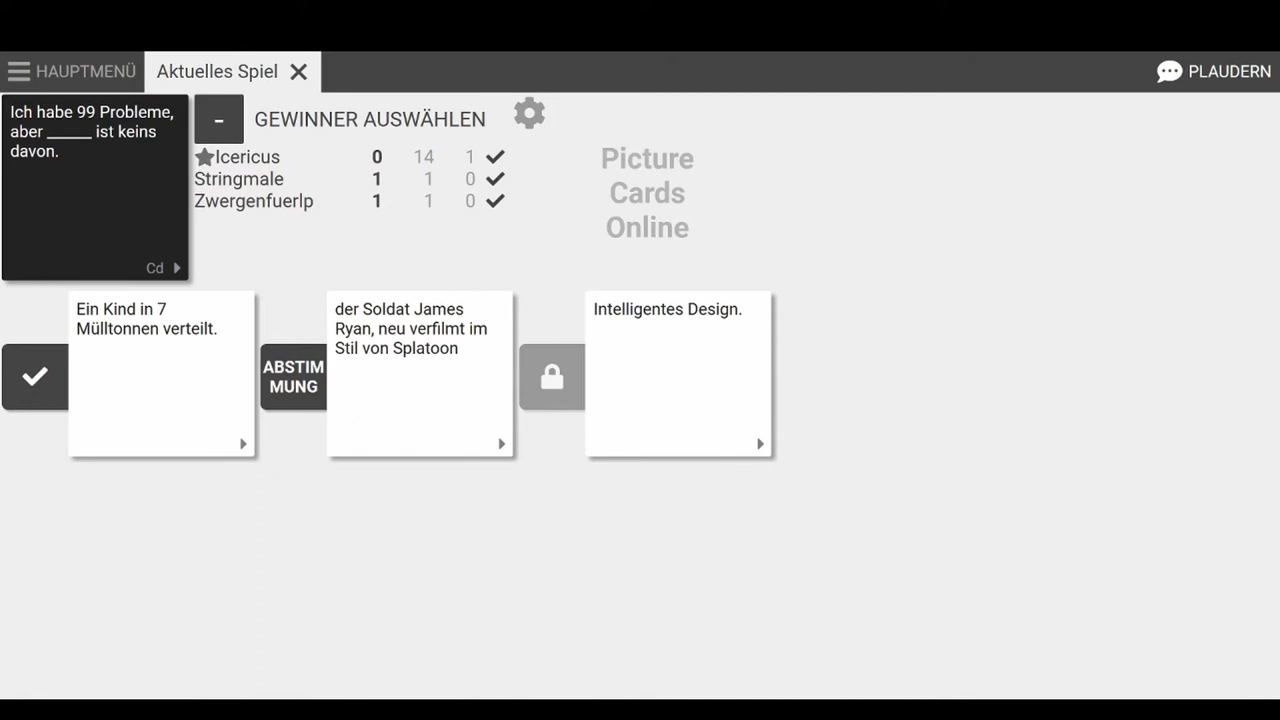 HAUPTMENÜ
Aktuelles Spiel
PLAUDERN
Ich habe 99 Probleme,
aber _____ ist keins
davon.
Cd
-
GEWINNER AUSWÄHLEN
Icericus 0 14 1
Stringmale 1 1 0
Zwergenfuerlp 1 1 0
Picture
Cards
Online
Ein Kind in 7
Mülltonnen verteilt.
ABSTIM
MUNG
der Soldat James
Ryan, neu verfilmt im
Stil von Splatoon
Intelligentes Design.